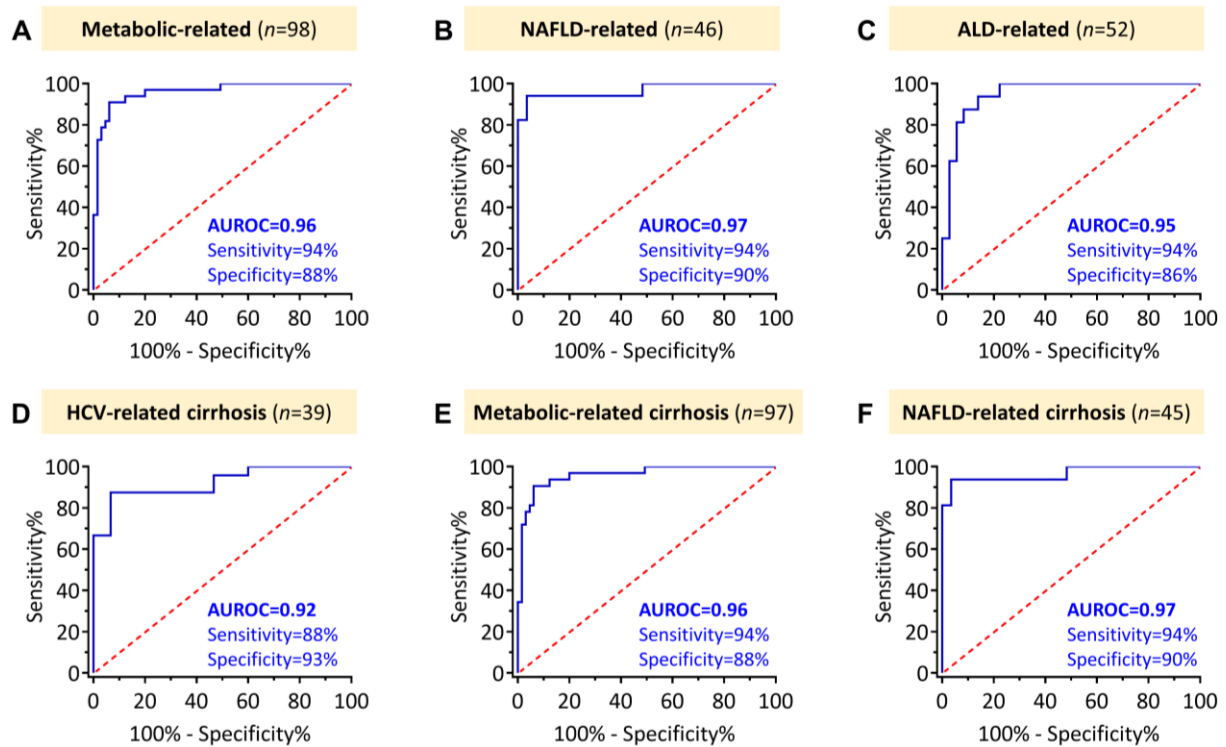 A Metabolic-related (n=98)
100
80
60
40
20
0
Sensitivity%
AUROC=0.96
Sensitivity=94%
Specificity=88%
0 20 40 60 80 100
100% - Specificity%
B NAFLD-related (n=46)
100
80
60
40
20
0
Sensitivity%
AUROC=0.97
Sensitivity=94%
Specificity=90%
0 20 40 60 80 100
100% - Specificity%
C ALD-related (n=52)
100
80
60
40
20
0
Sensitivity%
AUROC=0.95
Sensitivity=94%
Specificity=86%
0 20 40 60 80 100
100% - Specificity%
D HCV-related cirrhosis (n=39)
100
80
60
40
20
0
Sensitivity%
AUROC=0.92
Sensitivity=88%
Specificity=93%
0 20 40 60 80 100
100% - Specificity%
E Metabolic-related cirrhosis (n=97)
100
80
60
40
20
0
Sensitivity%
AUROC=0.96
Sensitivity=94%
Specificity=88%
0 20 40 60 80 100
100% - Specificity%
F NAFLD-related cirrhosis (n=45)
100
80
60
40
20
0
Sensitivity%
AUROC=0.97
Sensitivity=94%
Specificity=90%
0 20 40 60 80 100
100% - Specificity%